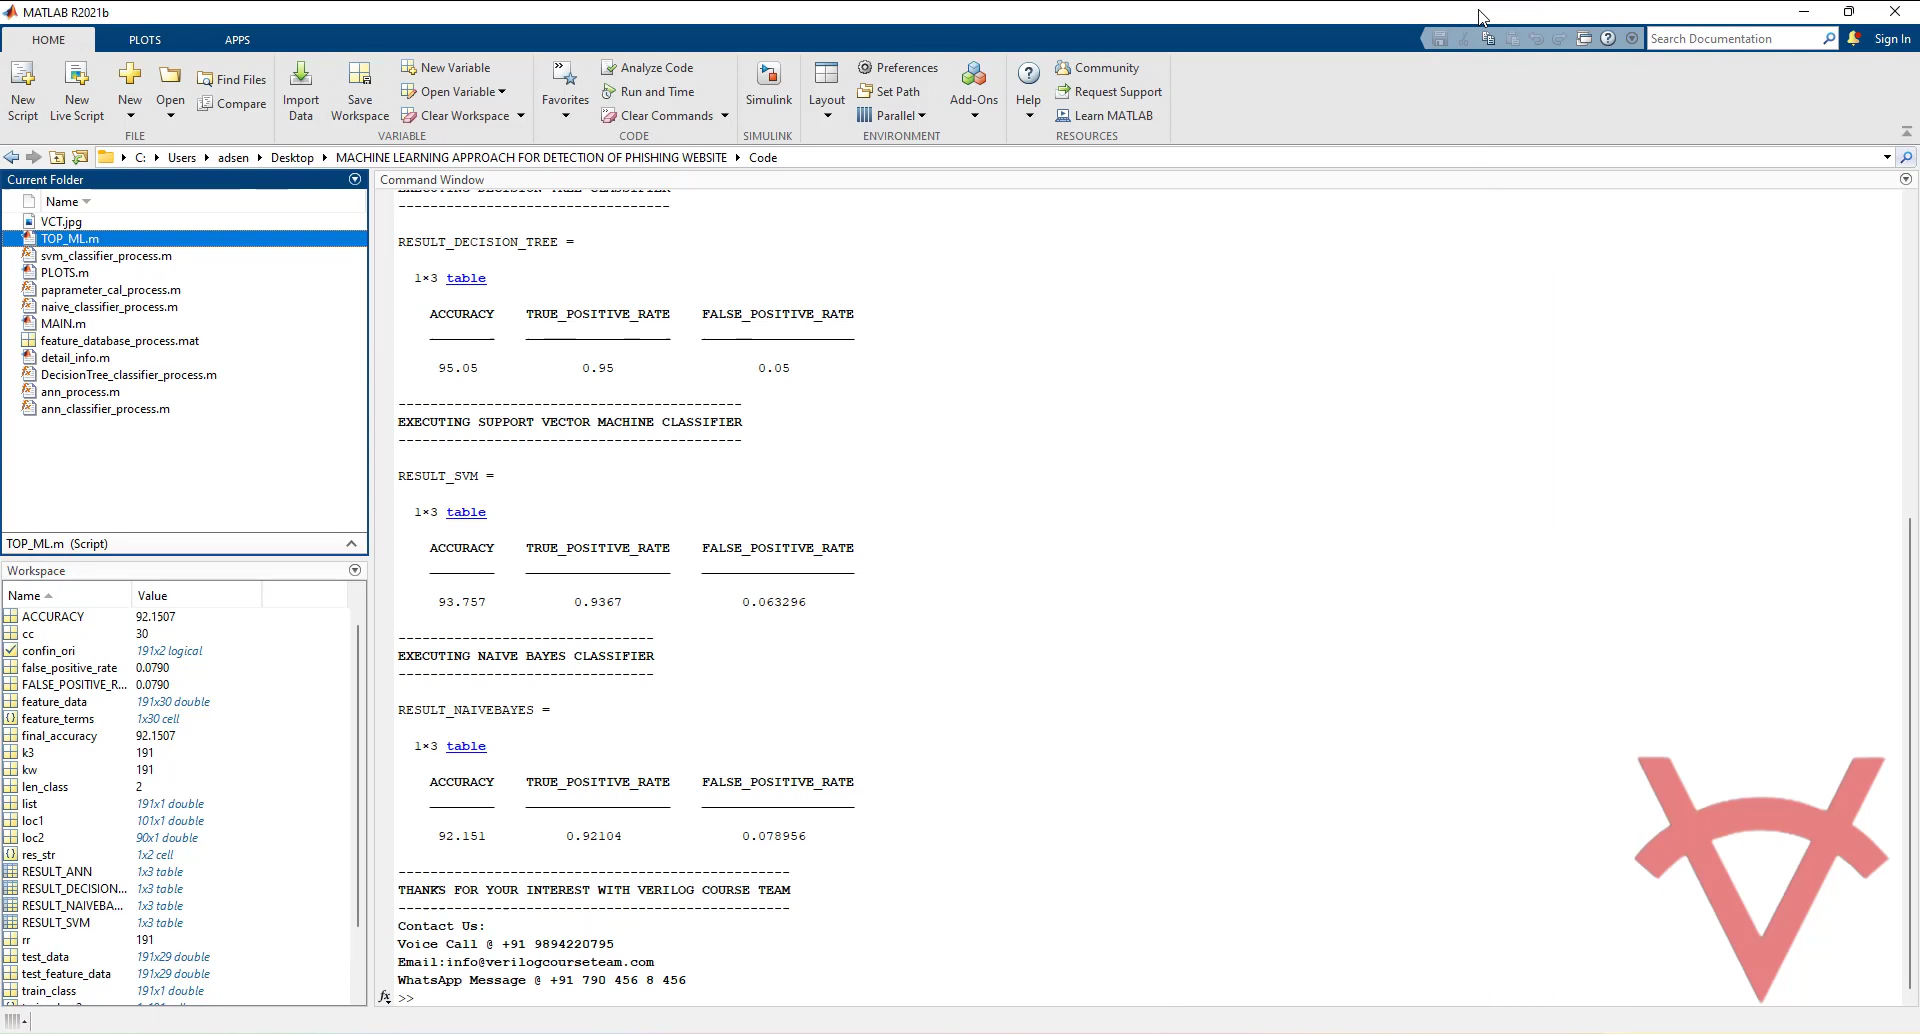 MATLAB R2021b
HOME PLOTS APPS
Search Documentation
Sign In
New Script
New Live Script
New
Open
Find Files
Compare
FILE
Import Data
Save Workspace
New Variable
Open Variable
Clear Workspace
VARIABLE
Favorites
Analyze Code
Run and Time
Clear Commands
CODE
Simulink
SIMULINK
Layout
Preferences
Set Path
Parallel
Add-Ons
ENVIRONMENT
Help
Community
Request Support
Learn MATLAB
RESOURCES
C: Users adsen Desktop MACHINE LEARNING APPROACH FOR DETECTION OF PHISHING WEBSITE Code
Current Folder
Name
VCT.jpg
TOP_ML.m
svm_classifier_process.m
PLOTS.m
paprameter_cal_process.m
naive_classifier_process.m
MAIN.m
feature_database_process.mat
detail_info.m
DecisionTree_classifier_process.m
ann_process.m
ann_classifier_process.m
TOP_ML.m (Script)
Workspace
Name Value
ACCURACY 92.1507
cc 30
confin_ori 191x2 logical
false_positive_rate 0.0790
FALSE_POSITIVE_R... 0.0790
feature_data 191x30 double
feature_terms 1x30 cell
final_accuracy 92.1507
k3 191
kw 191
len_class 2
list 191x1 double
loc1 101x1 double
loc2 90x1 double
res_str 1x2 cell
RESULT_ANN 1x3 table
RESULT_DECISION... 1x3 table
RESULT_NAIVEBA... 1x3 table
RESULT_SVM 1x3 table
rr 191
test_data 191x29 double
test_feature_data 191x29 double
train_class 191x1 double
Command Window
EXECUTING DECISION TREE CLASSIFIER
----------------------------------
RESULT_DECISION_TREE =
1×3 table
ACCURACY TRUE_POSITIVE_RATE FALSE_POSITIVE_RATE
95.05 0.95 0.05
-------------------------------------------
EXECUTING SUPPORT VECTOR MACHINE CLASSIFIER
-------------------------------------------
RESULT_SVM =
1×3 table
ACCURACY TRUE_POSITIVE_RATE FALSE_POSITIVE_RATE
93.757 0.9367 0.063296
--------------------------------
EXECUTING NAIVE BAYES CLASSIFIER
--------------------------------
RESULT_NAIVEBAYES =
1×3 table
ACCURACY TRUE_POSITIVE_RATE FALSE_POSITIVE_RATE
92.151 0.92104 0.078956
-------------------------------------------------
THANKS FOR YOUR INTEREST WITH VERILOG COURSE TEAM
-------------------------------------------------
Contact Us:
Voice Call @ +91 9894220795
Email:info@verilogcourseteam.com
WhatsApp Message @ +91 790 456 8 456
fx >>